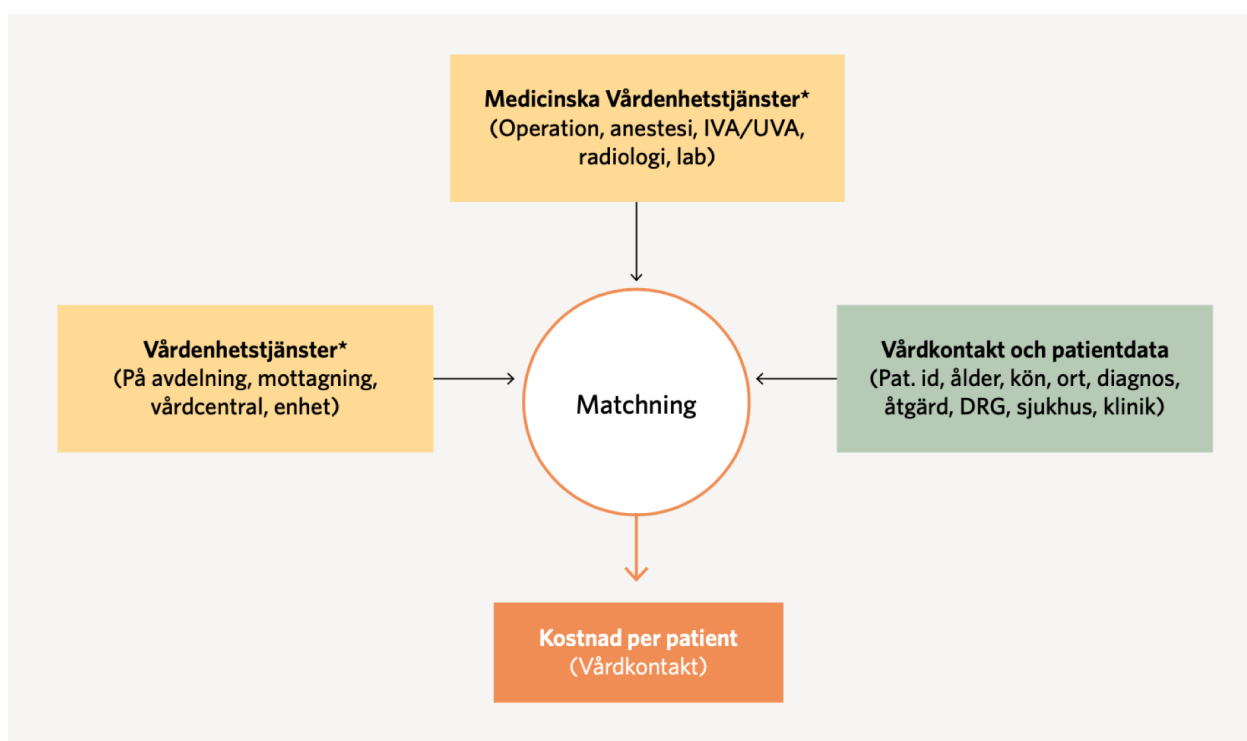 Medicinska Vårdenhetstjänster*
(Operation, anestesi, IVA/UVA,
radiologi, lab)
Vårdenhetstjänster*
(På avdelning, mottagning,
vårdcentral, enhet)
Matchning
Vårdkontakt och patientdata
(Pat. id, ålder, kön, ort, diagnos,
åtgärd, DRG, sjukhus, klinik)
Kostnad per patient
(Vårdkontakt)